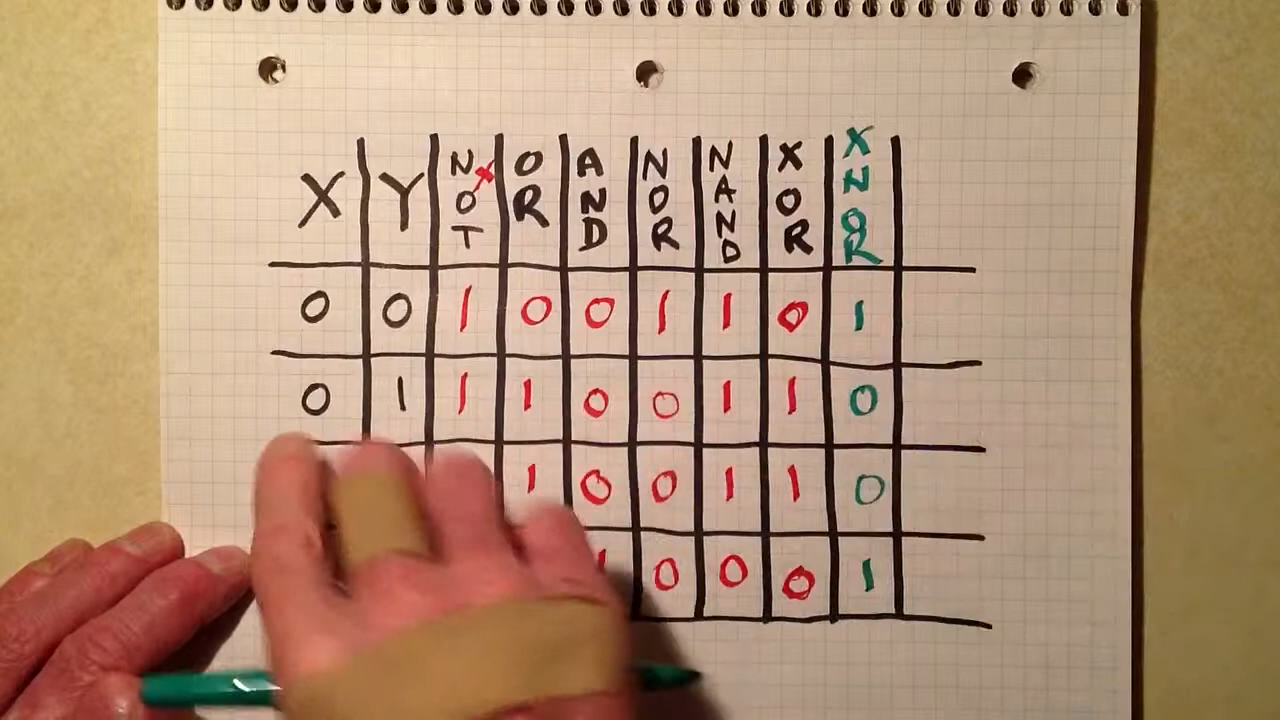 X Y NOT X OR AND NOR NAND XOR XNOR
0 0 1 0 0 1 1 0 1
0 1 1 1 0 0 1 1 0
1 0 0 1 1 0
1 0 0 0 1